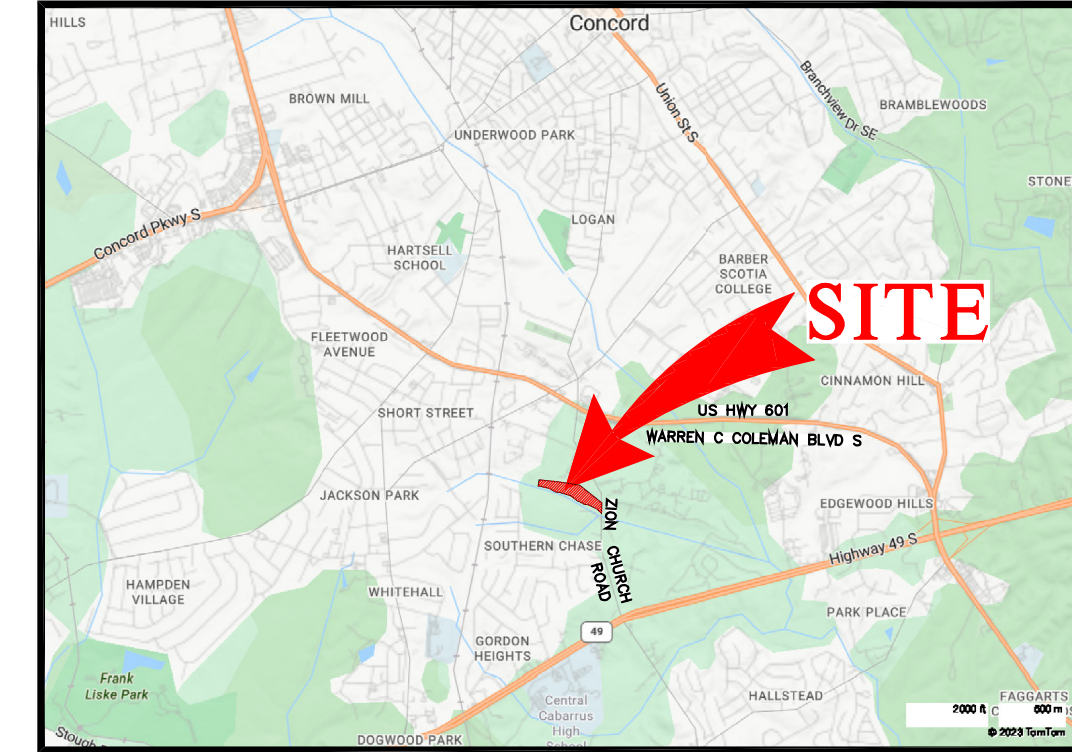 HILLS
Concord
BROWN MILL
Union St S
Branchview Dr SE
BRAMBLEWOODS
UNDERWOOD PARK
Concord Pkwy S
LOGAN
HARTSELL
SCHOOL
BARBER
SCOTIA
COLLEGE
SITE
FLEETWOOD
AVENUE
CINNAMON HILL
SHORT STREET
US HWY 601
WARREN C COLEMAN BLVD S
JACKSON PARK
EDGEWOOD HILLS
ZION CHURCH
ROAD
SOUTHERN CHASE
Highway 49 S
HAMPDEN
VILLAGE
WHITEHALL
PARK PLACE
49
GORDON
HEIGHTS
Frank
Liske Park
HALLSTEAD
FAGGARTS
Central
Cabarrus
High
School
2000 ft
600 m
DOGWOOD PARK
© 2023 TomTom